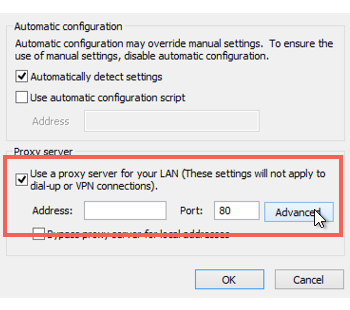 Automatic configuration
Automatic configuration may override manual settings. To ensure the
use of manual settings, disable automatic configuration.
Automatically detect settings
Use automatic configuration script
Address
Proxy server
Use a proxy server for your LAN (These settings will not apply to
dial-up or VPN connections).
Address: Port: 80 Advanced
Bypass proxy server for local addresses
OK Cancel